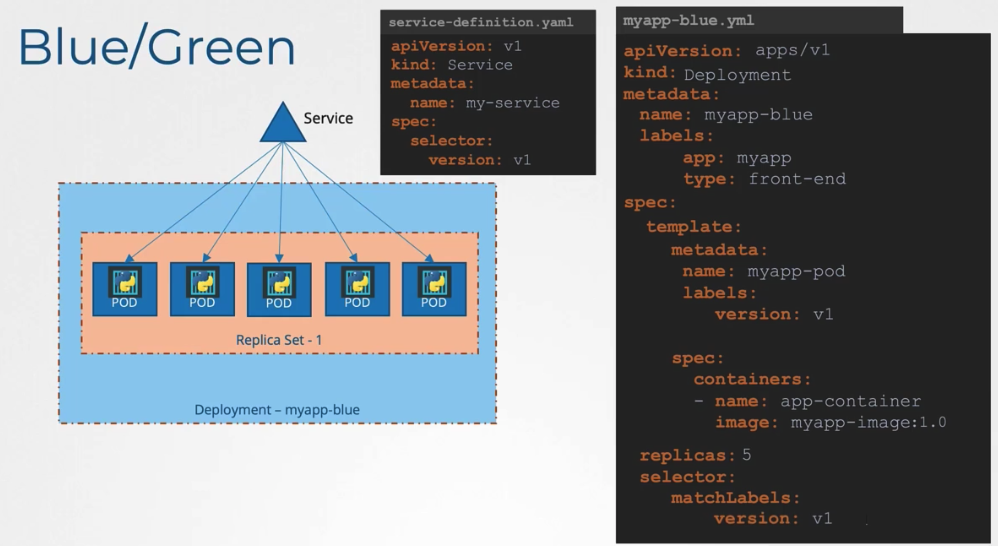 Blue/Green
Service
POD
POD
POD
POD
POD
Replica Set - 1
Deployment – myapp-blue
service-definition.yaml
apiVersion: v1
kind: Service
metadata:
name: my-service
spec:
selector:
version: v1
myapp-blue.yml
apiVersion: apps/v1
kind: Deployment
metadata:
name: myapp-blue
labels:
app: myapp
type: front-end
spec:
template:
metadata:
name: myapp-pod
labels:
version: v1
spec:
containers:
- name: app-container
image: myapp-image:1.0
replicas: 5
selector:
matchLabels:
version: v1